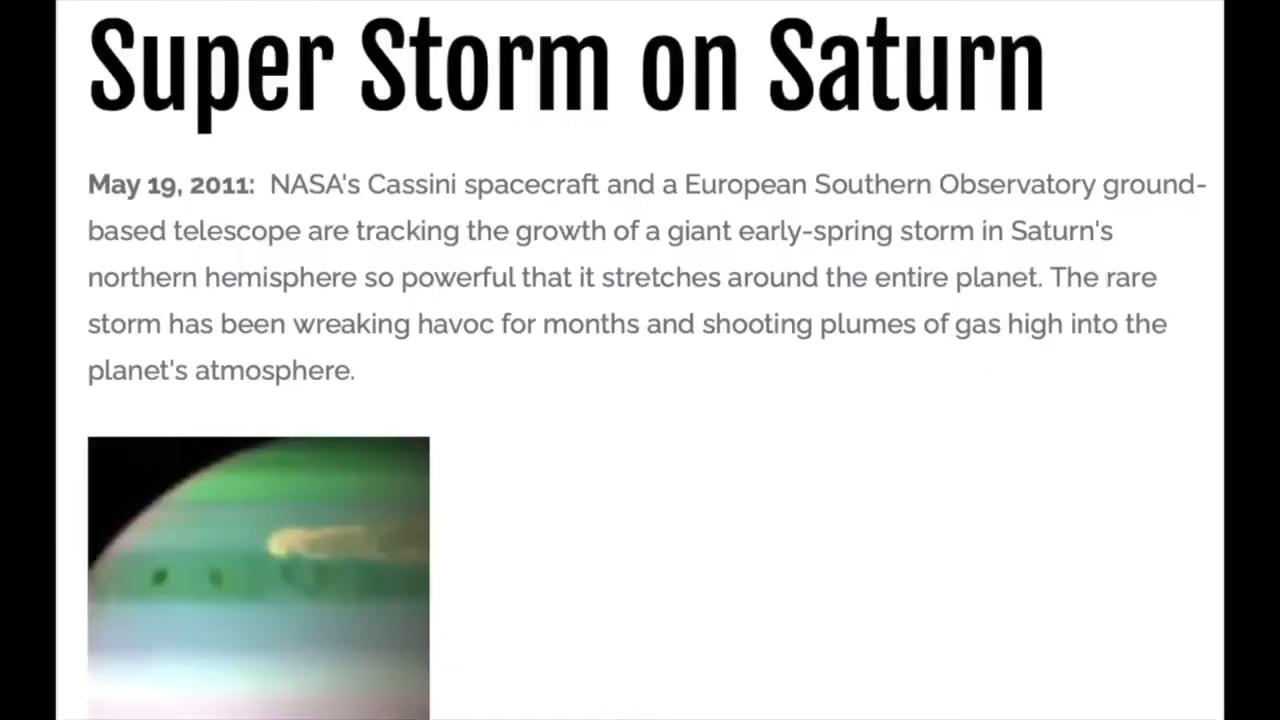 Super Storm on Saturn
May 19, 2011: NASA's Cassini spacecraft and a European Southern Observatory ground-
based telescope are tracking the growth of a giant early-spring storm in Saturn's
northern hemisphere so powerful that it stretches around the entire planet. The rare
storm has been wreaking havoc for months and shooting plumes of gas high into the
planet's atmosphere.